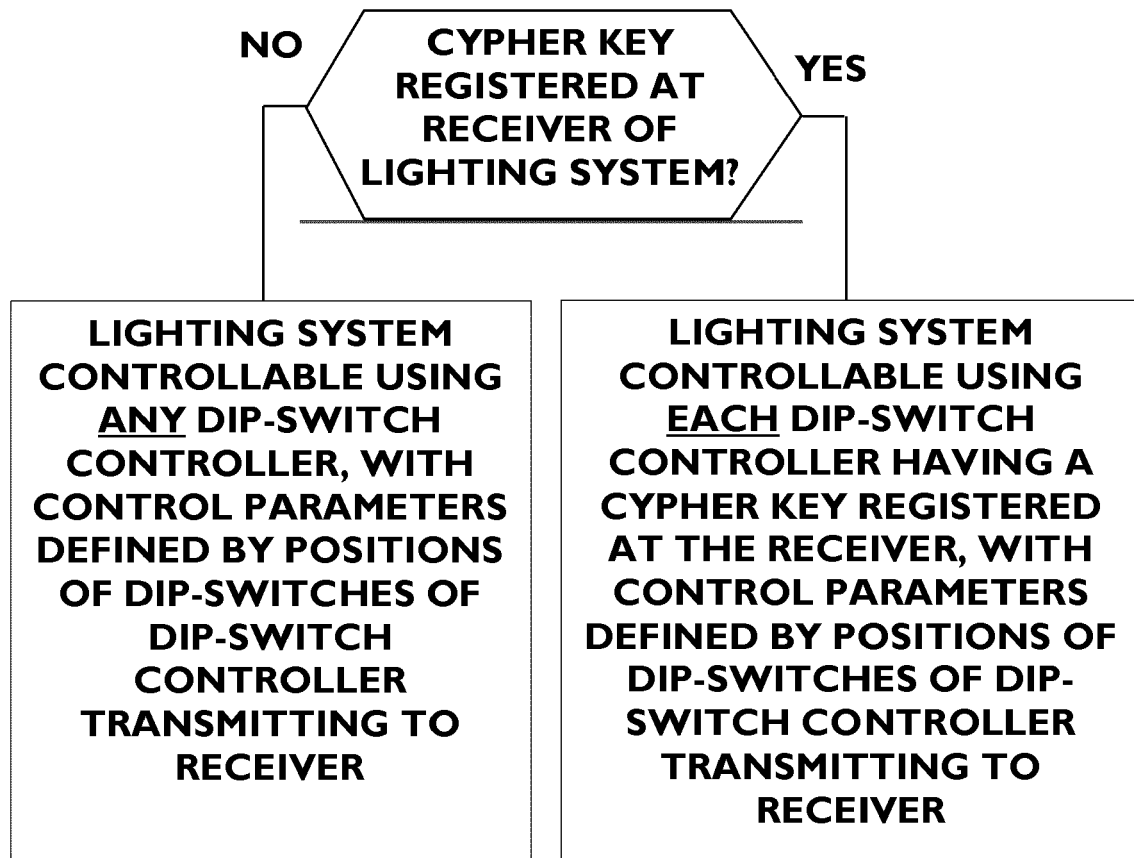 NO
CYPHER KEY
REGISTERED AT
RECEIVER OF
LIGHTING SYSTEM?
YES
LIGHTING SYSTEM
CONTROLLABLE USING
ANY DIP-SWITCH
CONTROLLER, WITH
CONTROL PARAMETERS
DEFINED BY POSITIONS
OF DIP-SWITCHES OF
DIP-SWITCH
CONTROLLER
TRANSMITTING TO
RECEIVER
LIGHTING SYSTEM
CONTROLLABLE USING
EACH DIP-SWITCH
CONTROLLER HAVING A
CYPHER KEY REGISTERED
AT THE RECEIVER, WITH
CONTROL PARAMETERS
DEFINED BY POSITIONS OF
DIP-SWITCHES OF DIP-
SWITCH CONTROLLER
TRANSMITTING TO
RECEIVER